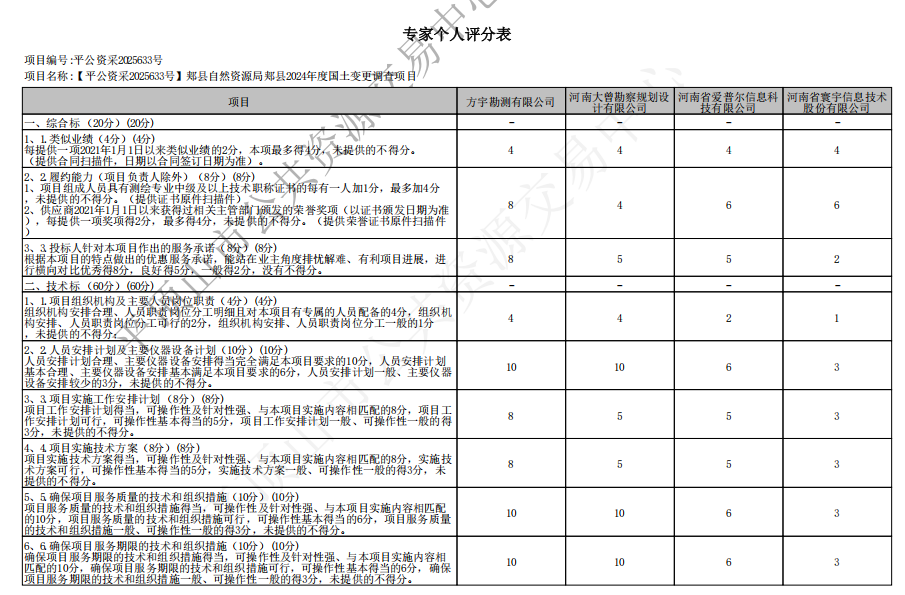 专家个人评分表
项目编号:平公资采2025633号
项目名称:【平公资采2025633号】郏县自然资源局郏县2024年度国土变更调查项目
项目 方宇勘测有限公司 河南大曾勘察规划设计有限公司 河南省爱普尔信息科技有限公司 河南省寰宇信息技术股份有限公司
一、综合标（20分）(20分) － － － －
1、1.类似业绩（4分）(4分)
每提供一项2021年1月1日以来类似业绩的2分，本项最多得4分，未提供的不得分。
（提供合同扫描件，日期以合同签订日期为准）。
4 4 4 4
2、2.履约能力（项目负责人除外）（8分）(8分)
1、项目组成人员具有测绘专业中级及以上技术职称证书的每有一人加1分，最多加4分
，未提供的不得分。（提供证书原件扫描件）
2、供应商2021年1月1日以来获得过相关主管部门颁发的荣誉奖项（以证书颁发日期为准
），每提供一项奖项得2分，最多得4分，未提供的不得分。（提供荣誉证书原件扫描件
）
8 4 6 6
3、3.投标人针对本项目作出的服务承诺（8分）(8分)
根据本项目的特点做出的优惠服务承诺，能站在业主角度排忧解难、有利项目进展，进
行横向对比优秀得8分，良好得5分，一般得2分，没有不得分。
8 5 5 2
二、技术标（60分）(60分) － － － －
1、1.项目组织机构及主要人员岗位职责（4分）(4分)
组织机构安排合理、人员职责岗位分工明细且对本项目有专属的人员配备的4分，组织机
构安排、人员职责岗位分工可行的2分，组织机构安排、人员职责岗位分工一般的1分
，未提供的不得分。
4 4 2 1
2、2.人员安排计划及主要仪器设备计划（10分）(10分)
人员安排计划合理、主要仪器设备安排得当完全满足本项目要求的10分，人员安排计划
基本合理、主要仪器设备安排基本满足本项目要求的6分，人员安排计划一般、主要仪器
设备安排较少的3分，未提供的不得分。
10 10 6 3
3、3.项目实施工作安排计划（8分）(8分)
项目工作安排计划得当，可操作性及针对性强、与本项目实施内容相匹配的8分，项目工
作安排计划可行，可操作性基本得当的5分，项目工作安排计划一般、可操作性一般的得
3分，未提供的不得分。
8 5 5 3
4、4.项目实施技术方案（8分）(8分)
项目实施技术方案得当，可操作性及针对性强、与本项目实施内容相匹配的8分，实施技
术方案可行，可操作性基本得当的5分，实施技术方案一般、可操作性一般的得3分，未
提供的不得分。
8 5 5 3
5、5.确保项目服务质量的技术和组织措施（10分）(10分)
项目服务质量的技术和组织措施得当，可操作性及针对性强、与本项目实施内容相匹配
的10分，项目服务质量的技术和组织措施可行，可操作性基本得当的6分，项目服务质量
的技术和组织措施一般、可操作性一般的得3分，未提供的不得分。
10 10 6 3
6、6.确保项目服务期限的技术和组织措施（10分）(10分)
确保项目服务期限的技术和组织措施得当，可操作性及针对性强、与本项目实施内容相
匹配的10分，确保项目服务期限的技术和组织措施可行，可操作性基本得当的6分，确保
项目服务期限的技术和组织措施一般、可操作性一般的得3分，未提供的不得分。
10 10 6 3
平顶山市公共资源交易中心
顶山市公共资源交易中心